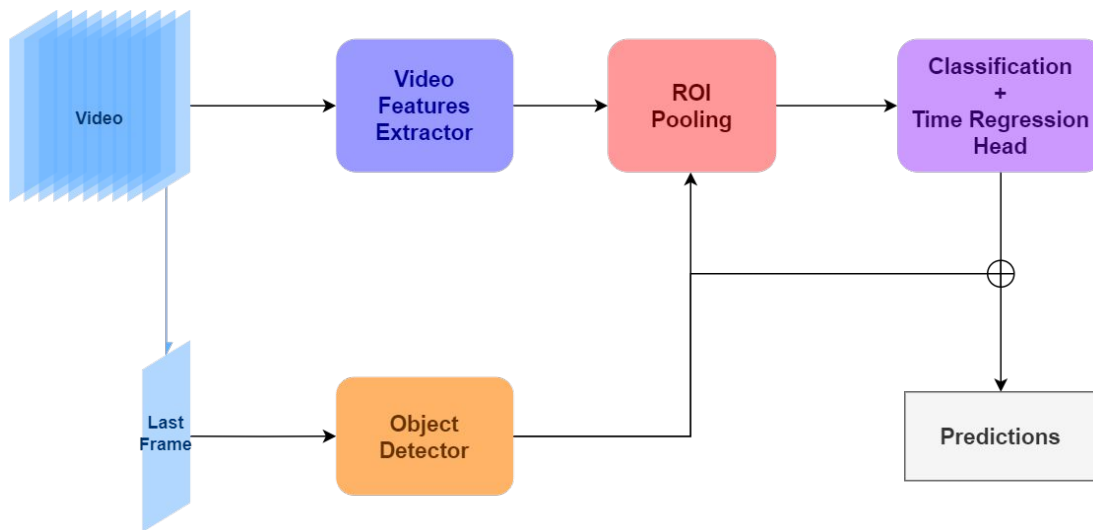 Video
Video
Features
Extractor
ROI
Pooling
Classification
+
Time Regression
Head
Last
Frame
Object
Detector
Predictions